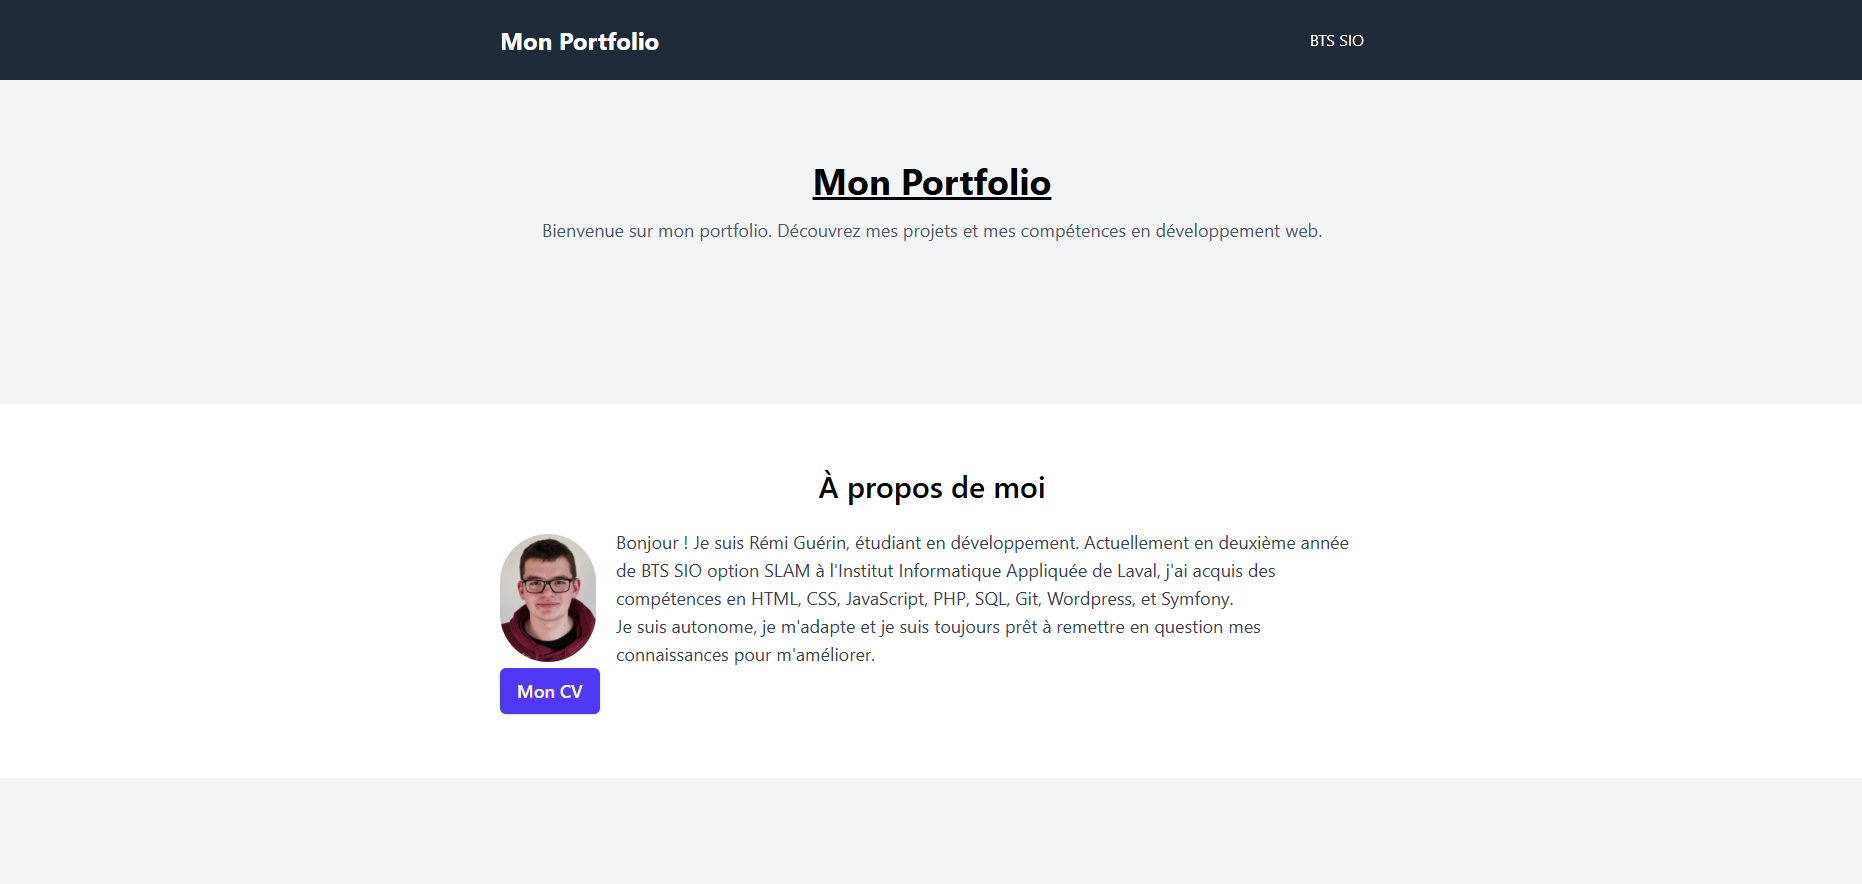 Mon Portfolio
BTS SIO
Mon Portfolio
Bienvenue sur mon portfolio. Découvrez mes projets et mes compétences en développement web.
À propos de moi
Bonjour ! Je suis Rémi Guérin, étudiant en développement. Actuellement en deuxième année
de BTS SIO option SLAM à l'Institut Informatique Appliquée de Laval, j'ai acquis des
compétences en HTML, CSS, JavaScript, PHP, SQL, Git, Wordpress, et Symfony.
Je suis autonome, je m'adapte et je suis toujours prêt à remettre en question mes
connaissances pour m'améliorer.
Mon CV